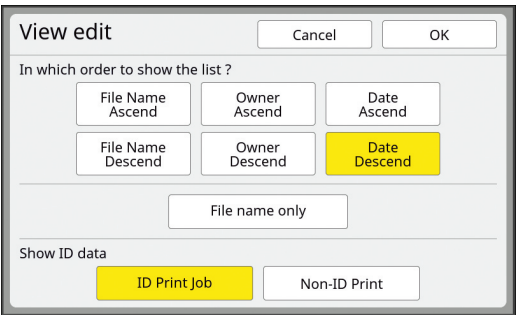 View edit
Cancel
OK
In which order to show the list ?
File Name
Ascend
Owner
Ascend
Date
Ascend
File Name
Descend
Owner
Descend
Date
Descend
File name only
Show ID data
ID Print Job
Non-ID Print